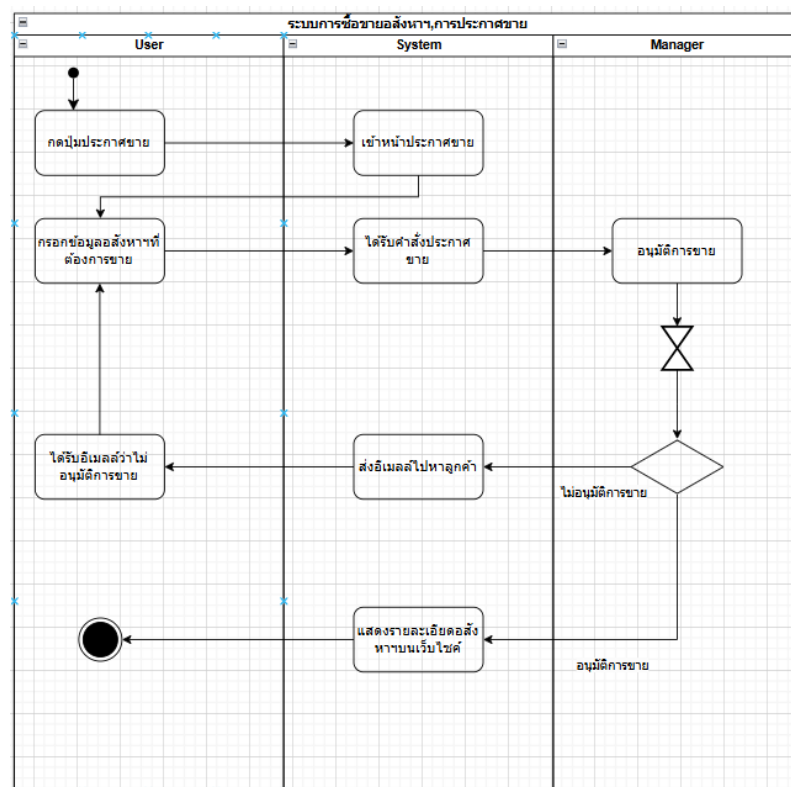 ระบบการซื้อขายอสังหาฯ,การประกาศขาย
User
System
Manager
กดปุ่มประกาศขาย
เข้าหน้าประกาศขาย
กรอกข้อมูลอสังหาฯที่
ต้องการขาย
ได้รับคำสั่งประกาศ
ขาย
อนุมัติการขาย
ได้รับอีเมลล์ว่าไม่
อนุมัติการขาย
ส่งอีเมลล์ไปหาลูกค้า
ไม่อนุมัติการขาย
แสดงรายละเอียดอสัง
หาฯบนเว็บไซค์
อนุมัติการขาย